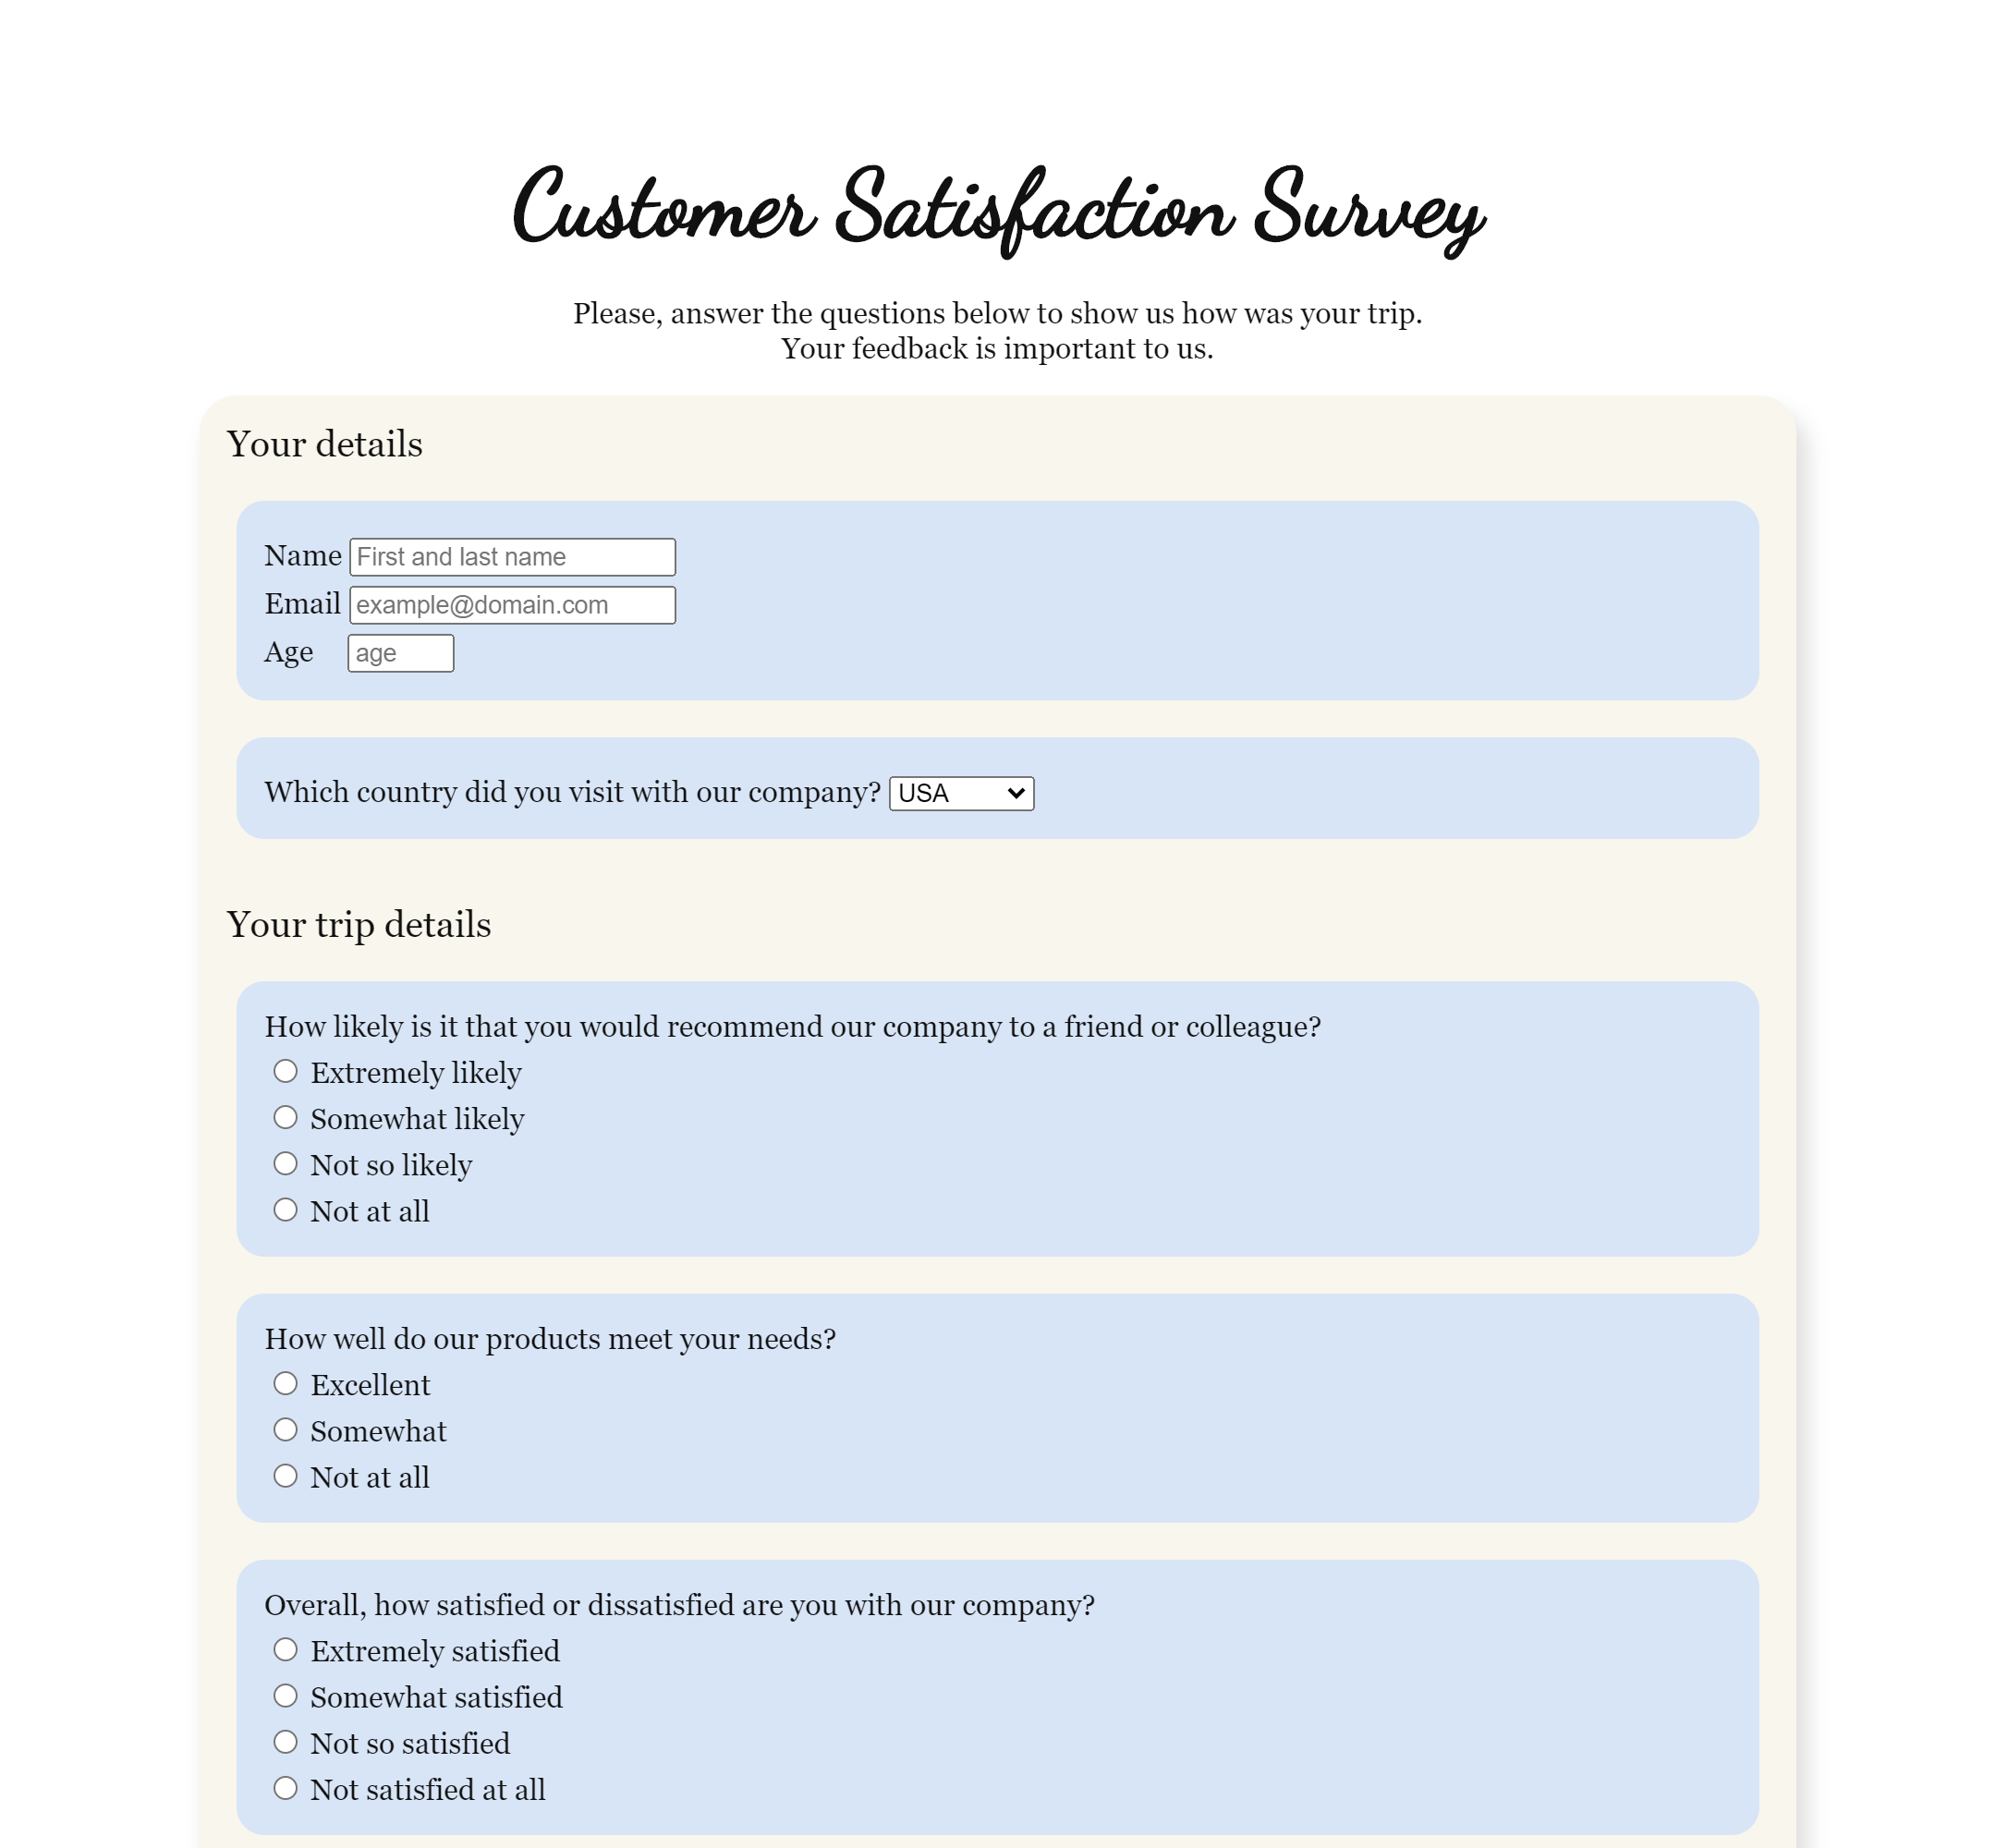 Customer Satisfaction Survey
Please, answer the questions below to show us how was your trip.
Your feedback is important to us.
Your details
Name First and last name
Email example@domain.com
Age age
Which country did you visit with our company? USA
Your trip details
How likely is it that you would recommend our company to a friend or colleague?
Extremely likely
Somewhat likely
Not so likely
Not at all
How well do our products meet your needs?
Excellent
Somewhat
Not at all
Overall, how satisfied or dissatisfied are you with our company?
Extremely satisfied
Somewhat satisfied
Not so satisfied
Not satisfied at all